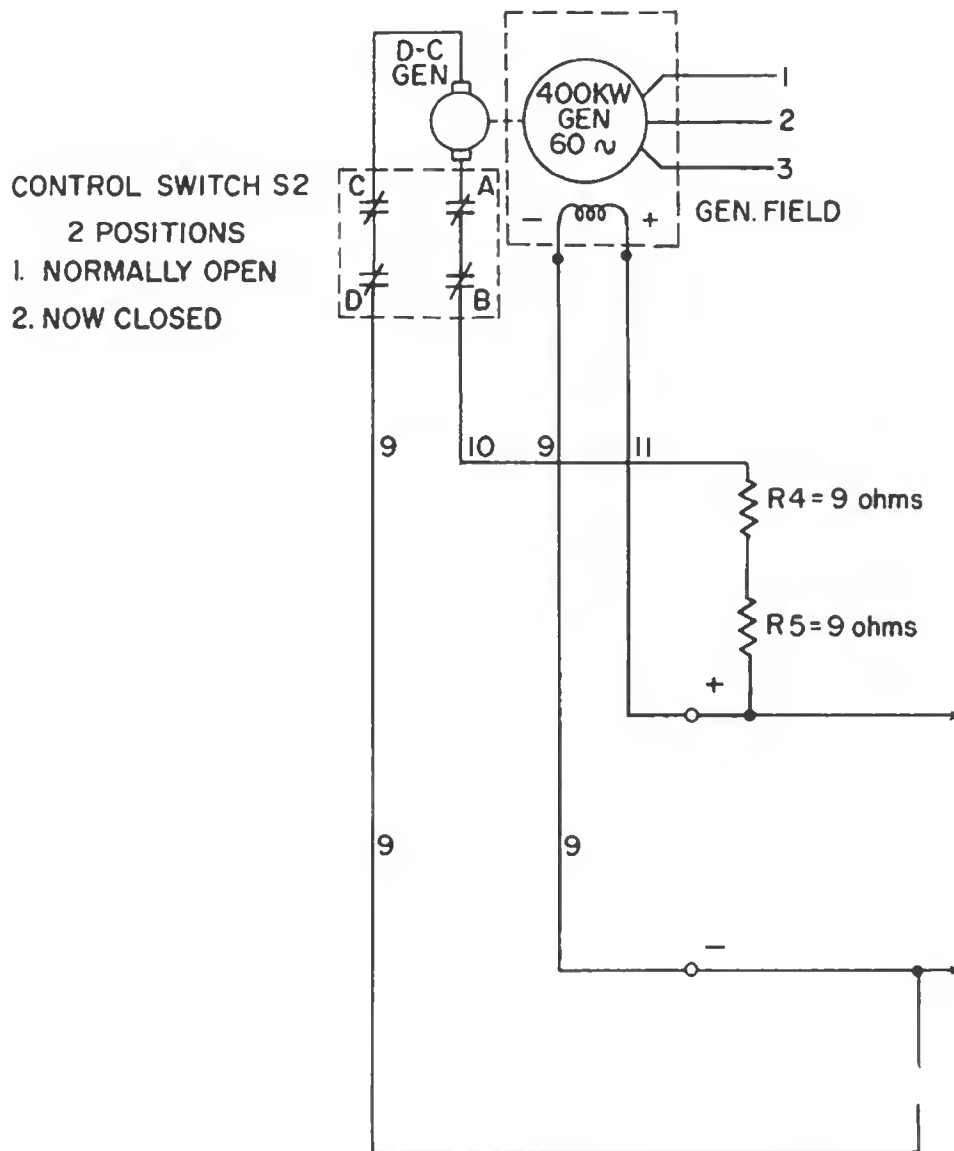 D-C
GEN
400KW
GEN
60 ~
1
2
3
CONTROL SWITCH S2
2 POSITIONS
1. NORMALLY OPEN
2. NOW CLOSED
C
A
D
B
-
+
GEN. FIELD
9
10
9
11
R4 = 9 ohms
R5 = 9 ohms
+
9
9
-